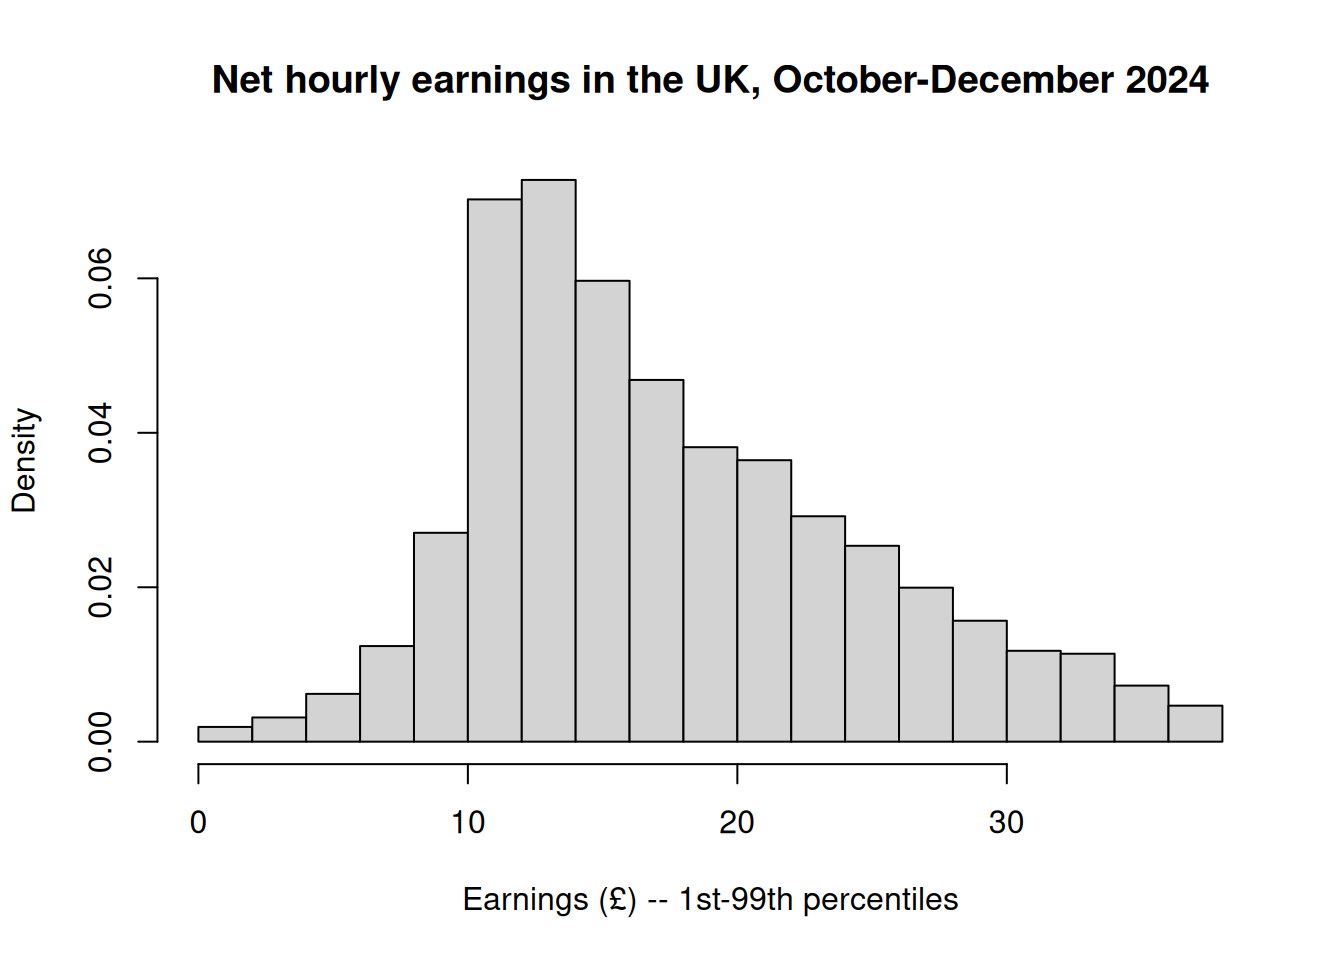 Net hourly earnings in the UK, October-December 2024
0.06
0.04
0.02
0.00
Density
0 10 20 30
Earnings (£) -- 1st-99th percentiles